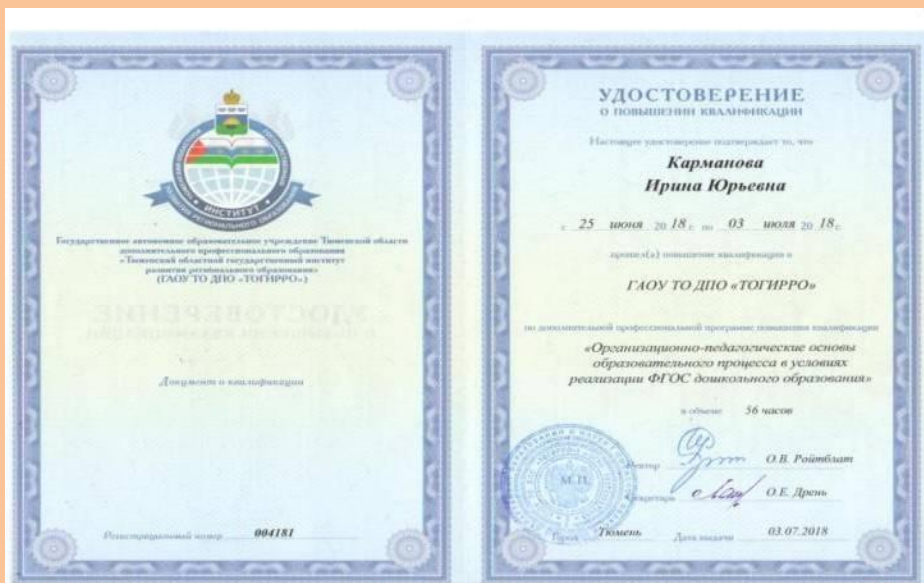 ИНСТИТУТ
РАЗВИТИЯ РЕГИОНАЛЬНОГО ОБРАЗОВАНИЯ
Государственное автономное образовательное учреждение Тюменской области
дополнительного профессионального образования
«Тюменский областной государственный институт
развития регионального образования»
(ГАОУ ТО ДПО «ТОГИРРО»)
Документ о квалификации
Регистрационный номер 004181
УДОСТОВЕРЕНИЕ
О ПОВЫШЕНИИ КВАЛИФИКАЦИИ
Настоящее удостоверение подтверждает то, что
Карманова
Ирина Юрьевна
с 25 июня 20 18 г. по 03 июля 20 18 г.
прошел(а) повышение квалификации в
ГАОУ ТО ДПО «ТОГИРРО»
по дополнительной профессиональной программе повышения квалификации
«Организационно-педагогические основы
образовательного процесса в условиях
реализации ФГОС дошкольного образования»
в объеме 56 часов
М.П.
Ректор О.В. Ройтблат
Секретарь О.Е. Дрень
Город Тюмень Дата выдачи 03.07.2018